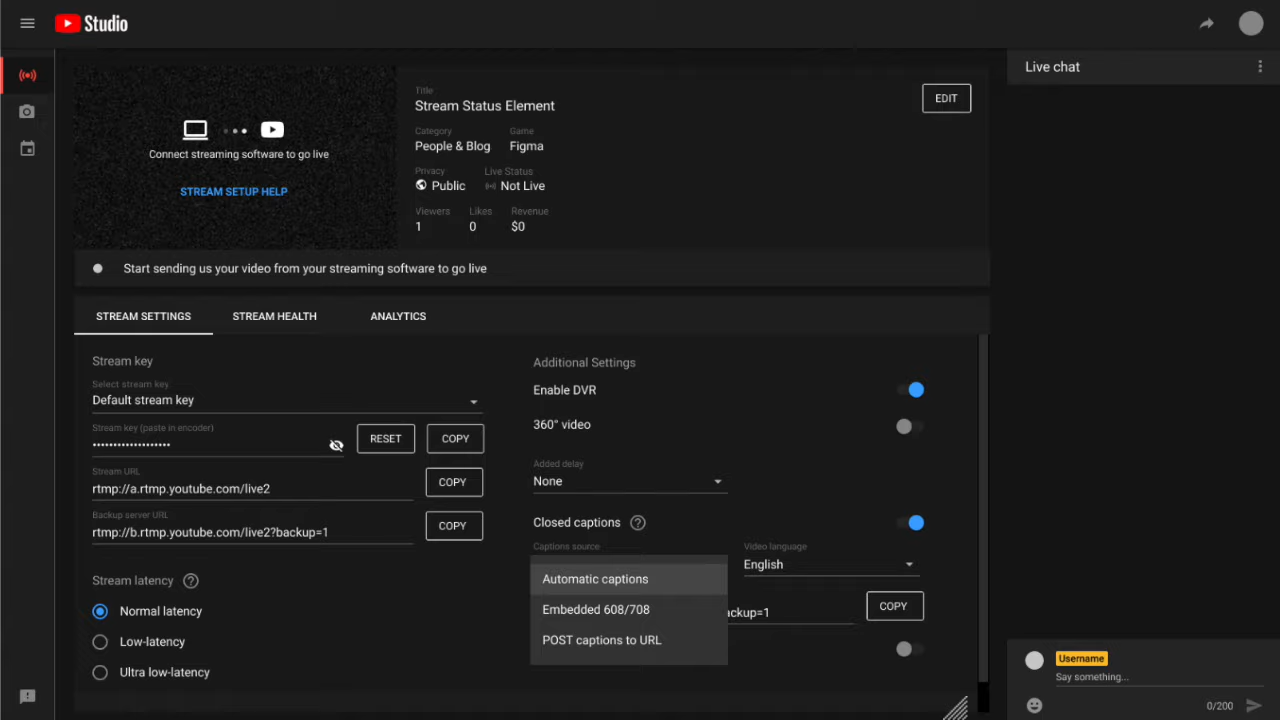 Studio
Title
Stream Status Element
EDIT
Category
Game
People & Blog
Figma
Privacy
Live Status
Public
Not Live
Viewers
Likes
Revenue
1
0
$0
Connect streaming software to go live
STREAM SETUP HELP
Start sending us your video from your streaming software to go live
STREAM SETTINGS
STREAM HEALTH
ANALYTICS
Stream key
Select stream key
Default stream key
Stream key (paste in encoder)
•••••••••••••••••••
RESET
COPY
Stream URL
rtmp://a.rtmp.youtube.com/live2
COPY
Backup server URL
rtmp://b.rtmp.youtube.com/live2?backup=1
COPY
Stream latency ?
Normal latency
Low-latency
Ultra low-latency
Additional Settings
Enable DVR
360° video
Added delay
None
Closed captions ?
Captions source
Automatic captions
Embedded 608/708
POST captions to URL
Video language
English
ackup=1
COPY
Live chat
Username
Say something...
0/200